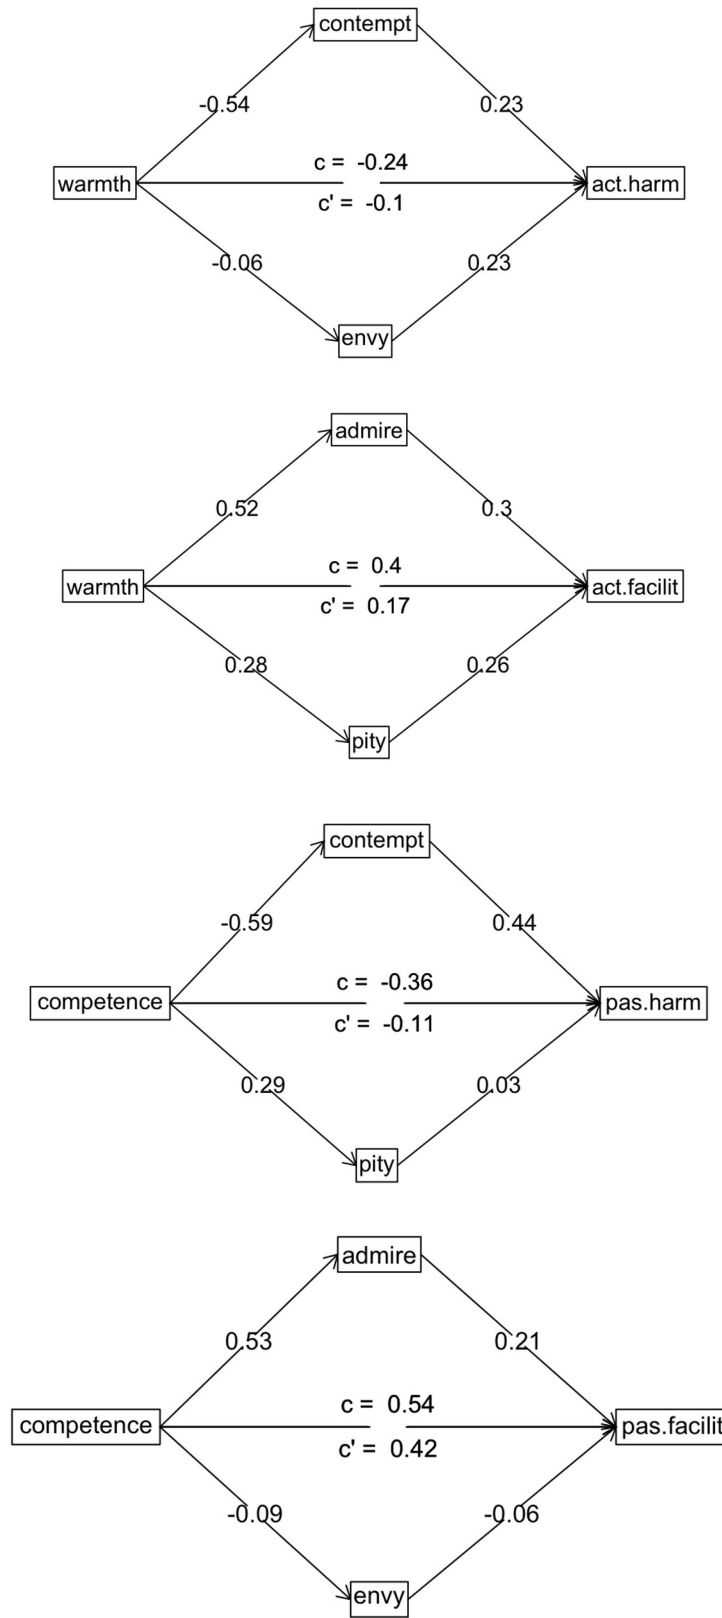 contempt
-0.54
0.23
c = -0.24
warmth
act.harm
c' = -0.1
-0.06
0.23
envy
admire
0.52
0.3
c = 0.4
warmth
act.facilit
c' = 0.17
0.28
0.26
pity
contempt
-0.59
0.44
c = -0.36
competence
pas.harm
c' = -0.11
0.29
0.03
pity
admire
0.53
0.21
c = 0.54
competence
pas.facilit
c' = 0.42
-0.09
-0.06
envy